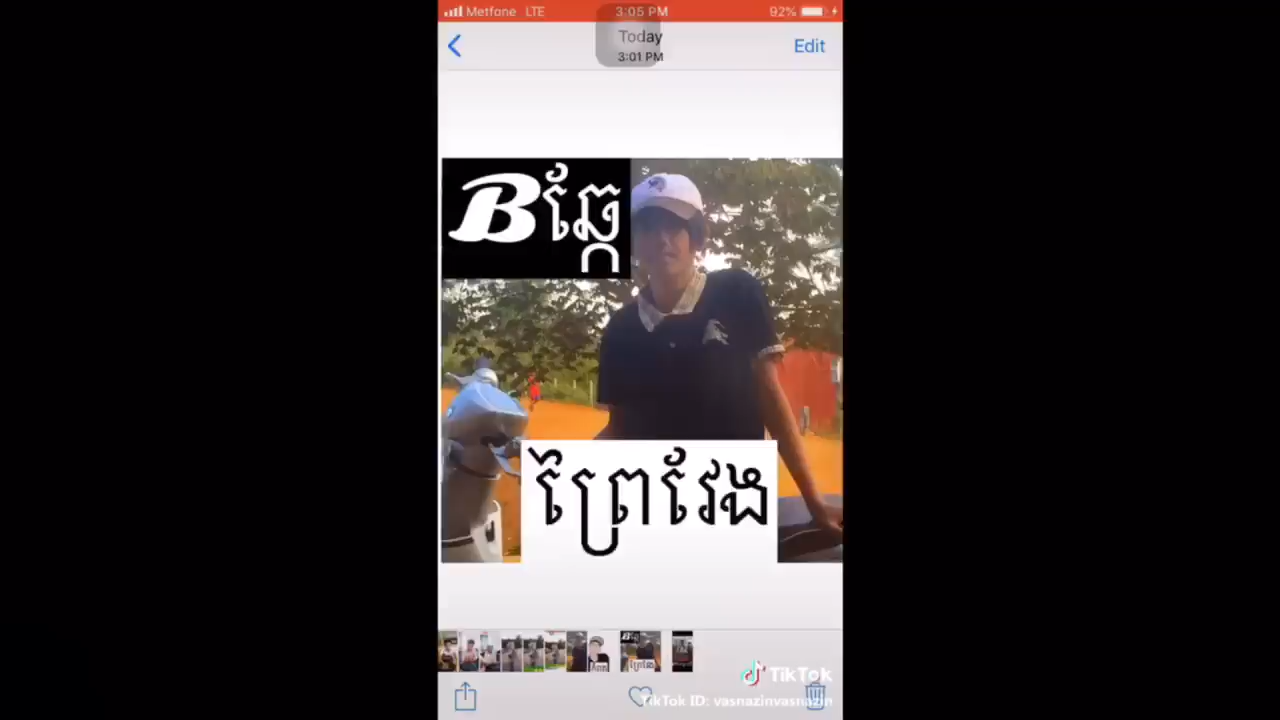 Metfone LTE 3:05 PM 92%
Today
3:01 PM
Edit
Bឆ្កែ
ព្រៃវែង
TikTok
TikTok ID: vasnazinvasnazin